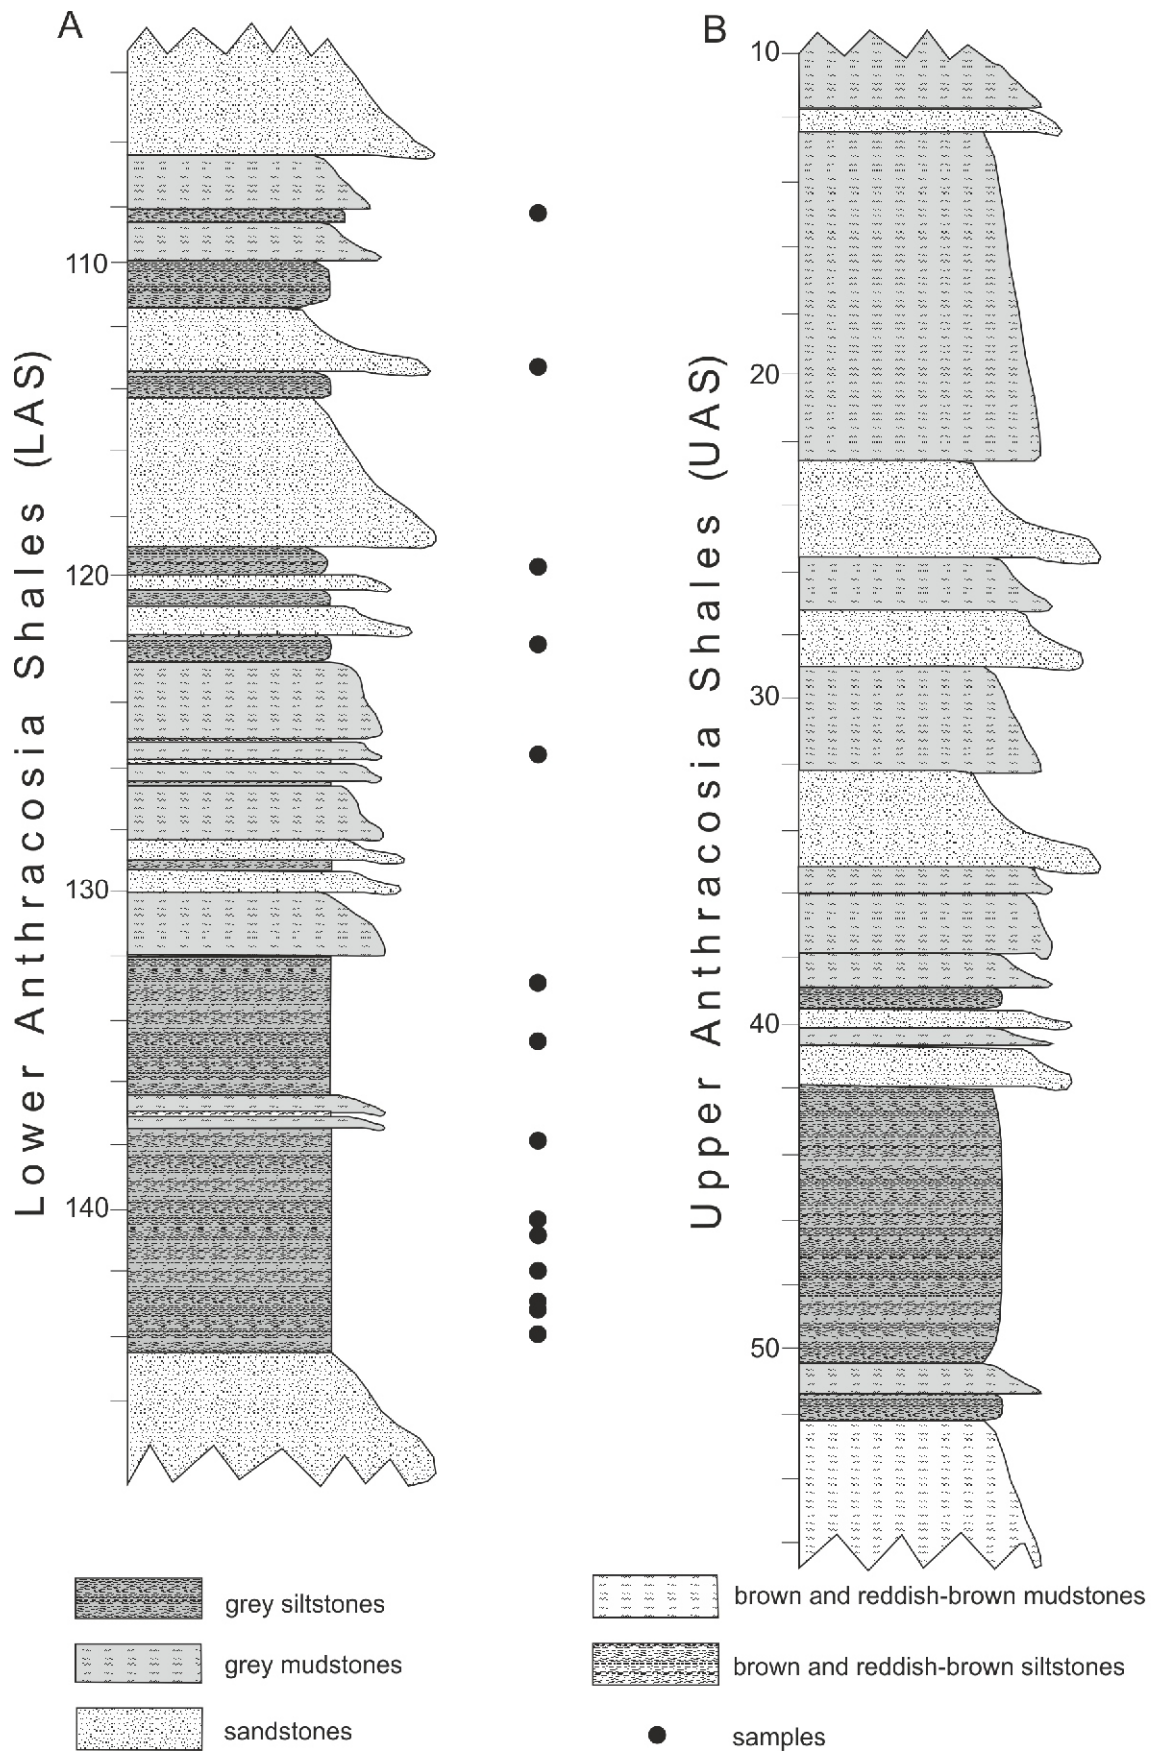 A
Lower Anthracosia Shales (LAS)
110
120
130
140
B
Upper Anthracosia Shales (UAS)
10
20
30
40
50
grey siltstones
grey mudstones
sandstones
brown and reddish-brown mudstones
brown and reddish-brown siltstones
samples